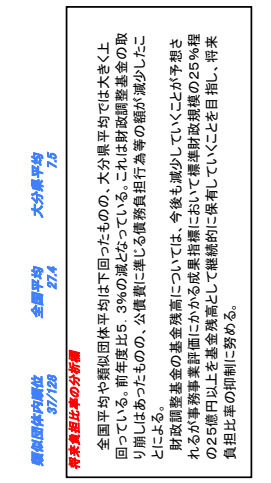 類似団体内順位 全国平均 大分県平均
37/128 27.4 7.5
将来負担比率の分析欄
全国平均や類似団体平均は下回ったものの、大分県平均では大きく上
回っている。前年度比5．3％の減となっている。これは財政調整基金の取
り崩しはあったものの、公債費に準じる債務負担行為等の額が減少したこ
とによる。
財政調整基金の基金残高については、今後も減少していくことが予想さ
れるが事務事業評価にかかる成果指標において標準財政規模の25％程
の25億円以上を基金残高として継続的に保有していくことを目指し、将来
負担比率の抑制に努める。